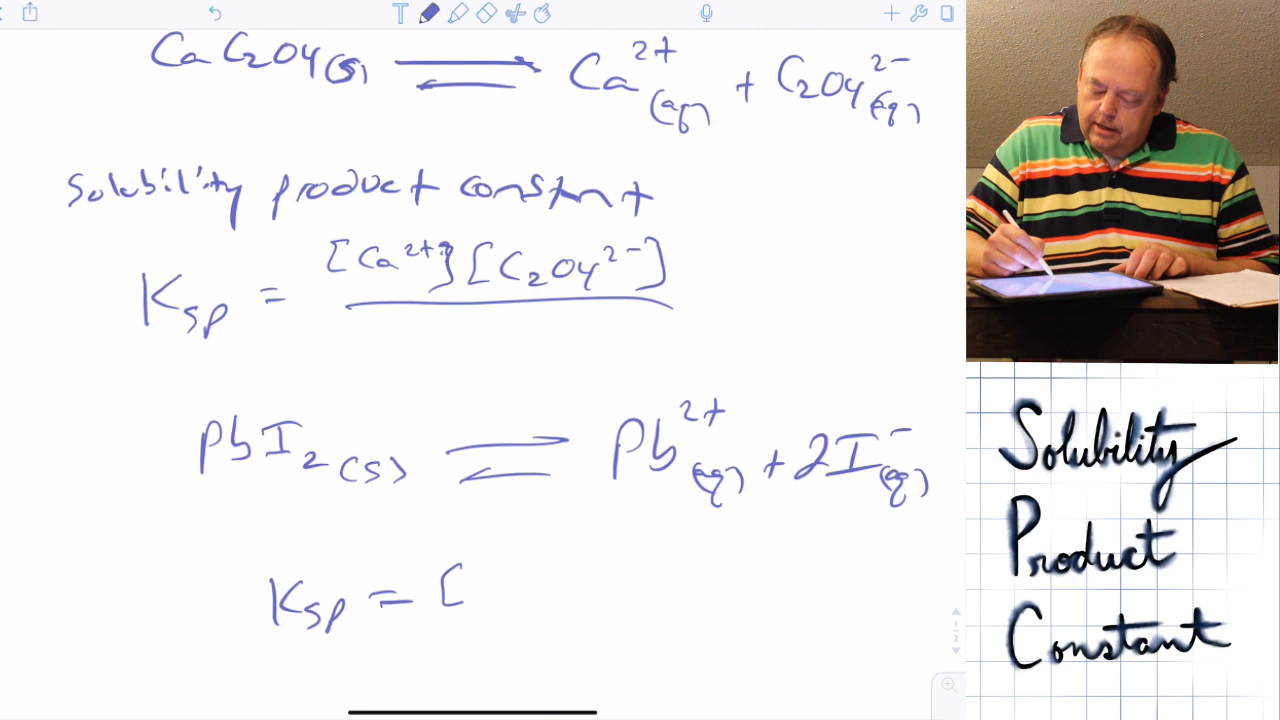 CaC₂O₄(s) ⇌ Ca²⁺(aq) + C₂O₄²⁻(aq)
Solubility product constant
Ksp = [Ca²⁺][C₂O₄²⁻]
PbI₂(s) ⇌ Pb²⁺(aq) + 2I⁻(aq)
Ksp = [
Solubility
Product
Constant